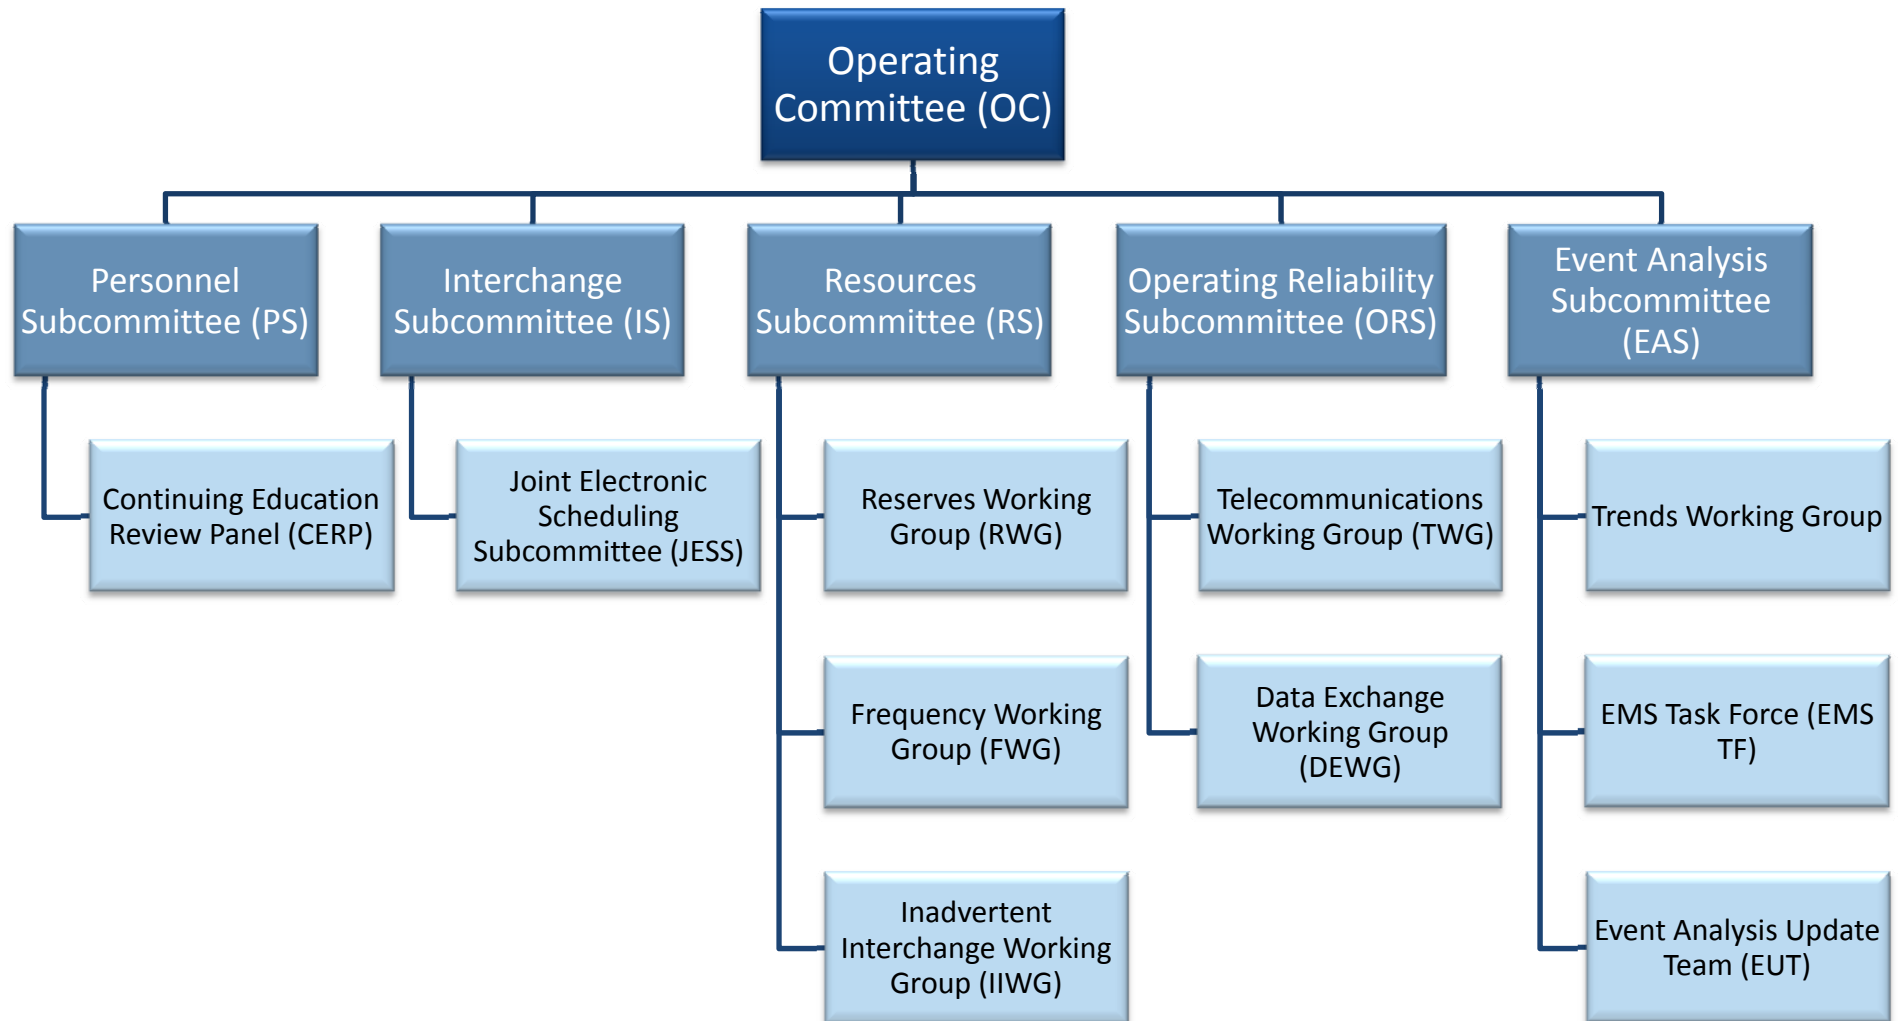 Operating
Committee (OC)
Personnel
Subcommittee (PS)
Interchange
Subcommittee (IS)
Resources
Subcommittee (RS)
Operating Reliability
Subcommittee (ORS)
Event Analysis
Subcommittee
(EAS)
Continuing Education
Review Panel (CERP)
Joint Electronic
Scheduling
Subcommittee (JESS)
Reserves Working
Group (RWG)
Telecommunications
Working Group (TWG)
Trends Working Group
Frequency Working
Group (FWG)
Data Exchange
Working Group
(DEWG)
EMS Task Force (EMS
TF)
Inadvertent
Interchange Working
Group (IIWG)
Event Analysis Update
Team (EUT)